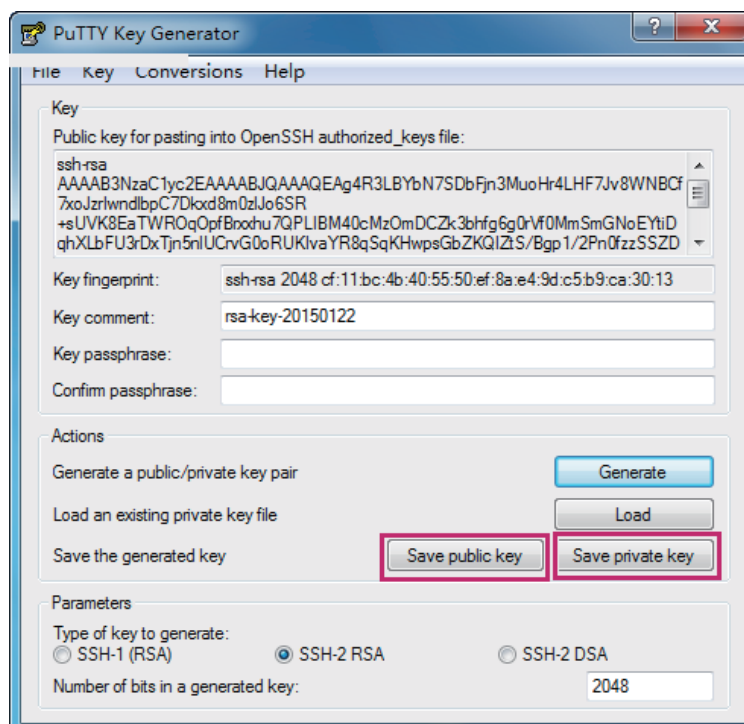 PuTTY Key Generator
File Key Conversions Help
Key
Public key for pasting into OpenSSH authorized_keys file:
ssh-rsa
AAAAB3NzaC1yc2EAAAABJQAAAQEAg4R3LBYbN7SDbFjn3MuoHr4LHF7Jv8WNBCf
7xoJzrlwndlbpC7Dkxd8m0zlJo6SR
+sUVK8EaTWROqOpfBrxxhu7QPLIBM40cMzOmDCZk3bhfg6g0rVf0MmSmGNoEYtiD
qhXLbFU3rDxTjn5nIUCrvG0oRUKlvaYR8qSqKHwpsGbZKQIZtS/Bgp1/2Pn0fzzSSZD
Key fingerprint: ssh-rsa 2048 cf:11:bc:4b:40:55:50:ef:8a:e4:9d:c5:b9:ca:30:13
Key comment: rsa-key-20150122
Key passphrase:
Confirm passphrase:
Actions
Generate a public/private key pair Generate
Load an existing private key file Load
Save the generated key Save public key Save private key
Parameters
Type of key to generate:
SSH-1 (RSA) SSH-2 RSA SSH-2 DSA
Number of bits in a generated key: 2048